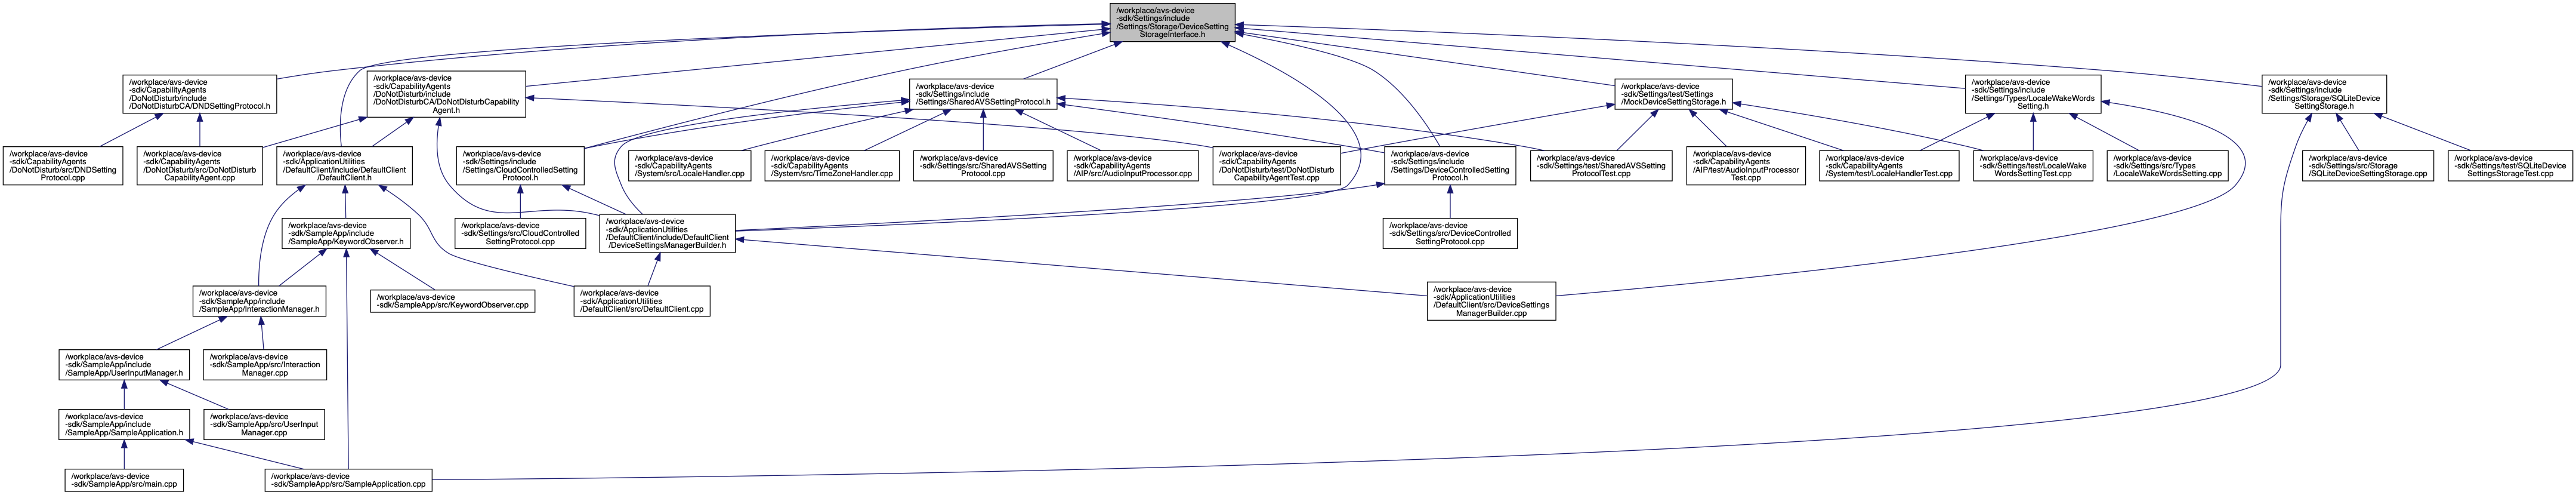 /workplace/avs-device
-sdk/Settings/include
/Settings/Storage/DeviceSetting
StorageInterface.h
/workplace/avs-device
-sdk/CapabilityAgents
/DoNotDisturb/include
/DoNotDisturbCA/DNDSettingProtocol.h
/workplace/avs-device
-sdk/CapabilityAgents
/DoNotDisturb/include
/DoNotDisturbCA/DoNotDisturbCapability
Agent.h
/workplace/avs-device
-sdk/Settings/include
/Settings/SharedAVSSettingProtocol.h
/workplace/avs-device
-sdk/Settings/test/Settings
/MockDeviceSettingStorage.h
/workplace/avs-device
-sdk/Settings/include
/Settings/Types/LocaleWakeWords
Setting.h
/workplace/avs-device
-sdk/Settings/include
/Settings/Storage/SQLiteDevice
SettingStorage.h
/workplace/avs-device
-sdk/CapabilityAgents
/DoNotDisturb/src/DNDSetting
Protocol.cpp
/workplace/avs-device
-sdk/CapabilityAgents
/DoNotDisturb/src/DoNotDisturb
CapabilityAgent.cpp
/workplace/avs-device
-sdk/ApplicationUtilities
/DefaultClient/include/DefaultClient
/DefaultClient.h
/workplace/avs-device
-sdk/Settings/include
/Settings/CloudControlledSetting
Protocol.h
/workplace/avs-device
-sdk/CapabilityAgents
/System/src/LocaleHandler.cpp
/workplace/avs-device
-sdk/CapabilityAgents
/System/src/TimeZoneHandler.cpp
/workplace/avs-device
-sdk/Settings/src/SharedAVSSetting
Protocol.cpp
/workplace/avs-device
-sdk/CapabilityAgents
/AIP/src/AudioInputProcessor.cpp
/workplace/avs-device
-sdk/CapabilityAgents
/DoNotDisturb/test/DoNotDisturb
CapabilityAgentTest.cpp
/workplace/avs-device
-sdk/Settings/include
/Settings/DeviceControlledSetting
Protocol.h
/workplace/avs-device
-sdk/Settings/test/SharedAVSSetting
ProtocolTest.cpp
/workplace/avs-device
-sdk/CapabilityAgents
/AIP/test/AudioInputProcessor
Test.cpp
/workplace/avs-device
-sdk/CapabilityAgents
/System/test/LocaleHandlerTest.cpp
/workplace/avs-device
-sdk/Settings/test/LocaleWake
WordsSettingTest.cpp
/workplace/avs-device
-sdk/Settings/src/Types
/LocaleWakeWordsSetting.cpp
/workplace/avs-device
-sdk/Settings/src/Storage
/SQLiteDeviceSettingStorage.cpp
/workplace/avs-device
-sdk/Settings/test/SQLiteDevice
SettingsStorageTest.cpp
/workplace/avs-device
-sdk/SampleApp/include
/SampleApp/KeywordObserver.h
/workplace/avs-device
-sdk/Settings/src/CloudControlled
SettingProtocol.cpp
/workplace/avs-device
-sdk/ApplicationUtilities
/DefaultClient/include/DefaultClient
/DeviceSettingsManagerBuilder.h
/workplace/avs-device
-sdk/Settings/src/DeviceControlled
SettingProtocol.cpp
/workplace/avs-device
-sdk/SampleApp/include
/SampleApp/InteractionManager.h
/workplace/avs-device
-sdk/SampleApp/src/KeywordObserver.cpp
/workplace/avs-device
-sdk/ApplicationUtilities
/DefaultClient/src/DefaultClient.cpp
/workplace/avs-device
-sdk/ApplicationUtilities
/DefaultClient/src/DeviceSettings
ManagerBuilder.cpp
/workplace/avs-device
-sdk/SampleApp/include
/SampleApp/UserInputManager.h
/workplace/avs-device
-sdk/SampleApp/src/Interaction
Manager.cpp
/workplace/avs-device
-sdk/SampleApp/include
/SampleApp/SampleApplication.h
/workplace/avs-device
-sdk/SampleApp/src/UserInput
Manager.cpp
/workplace/avs-device
-sdk/SampleApp/src/main.cpp
/workplace/avs-device
-sdk/SampleApp/src/SampleApplication.cpp